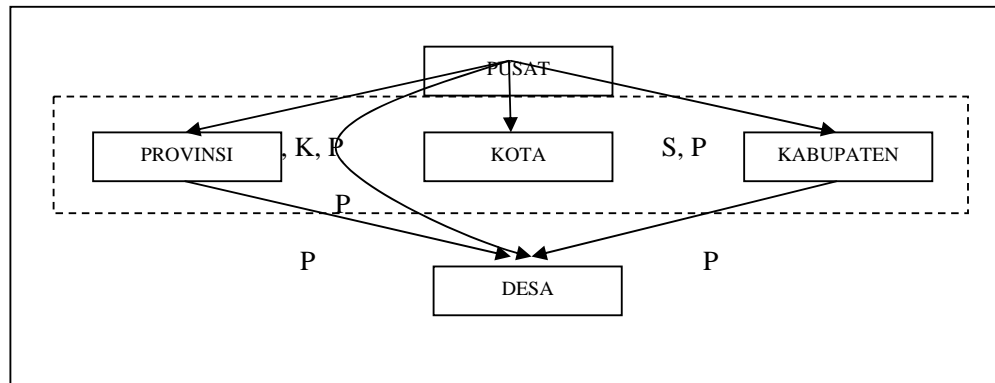 PUSAT
PROVINSI
, K, P
KOTA
S, P
KABUPATEN
P
P
P
DESA